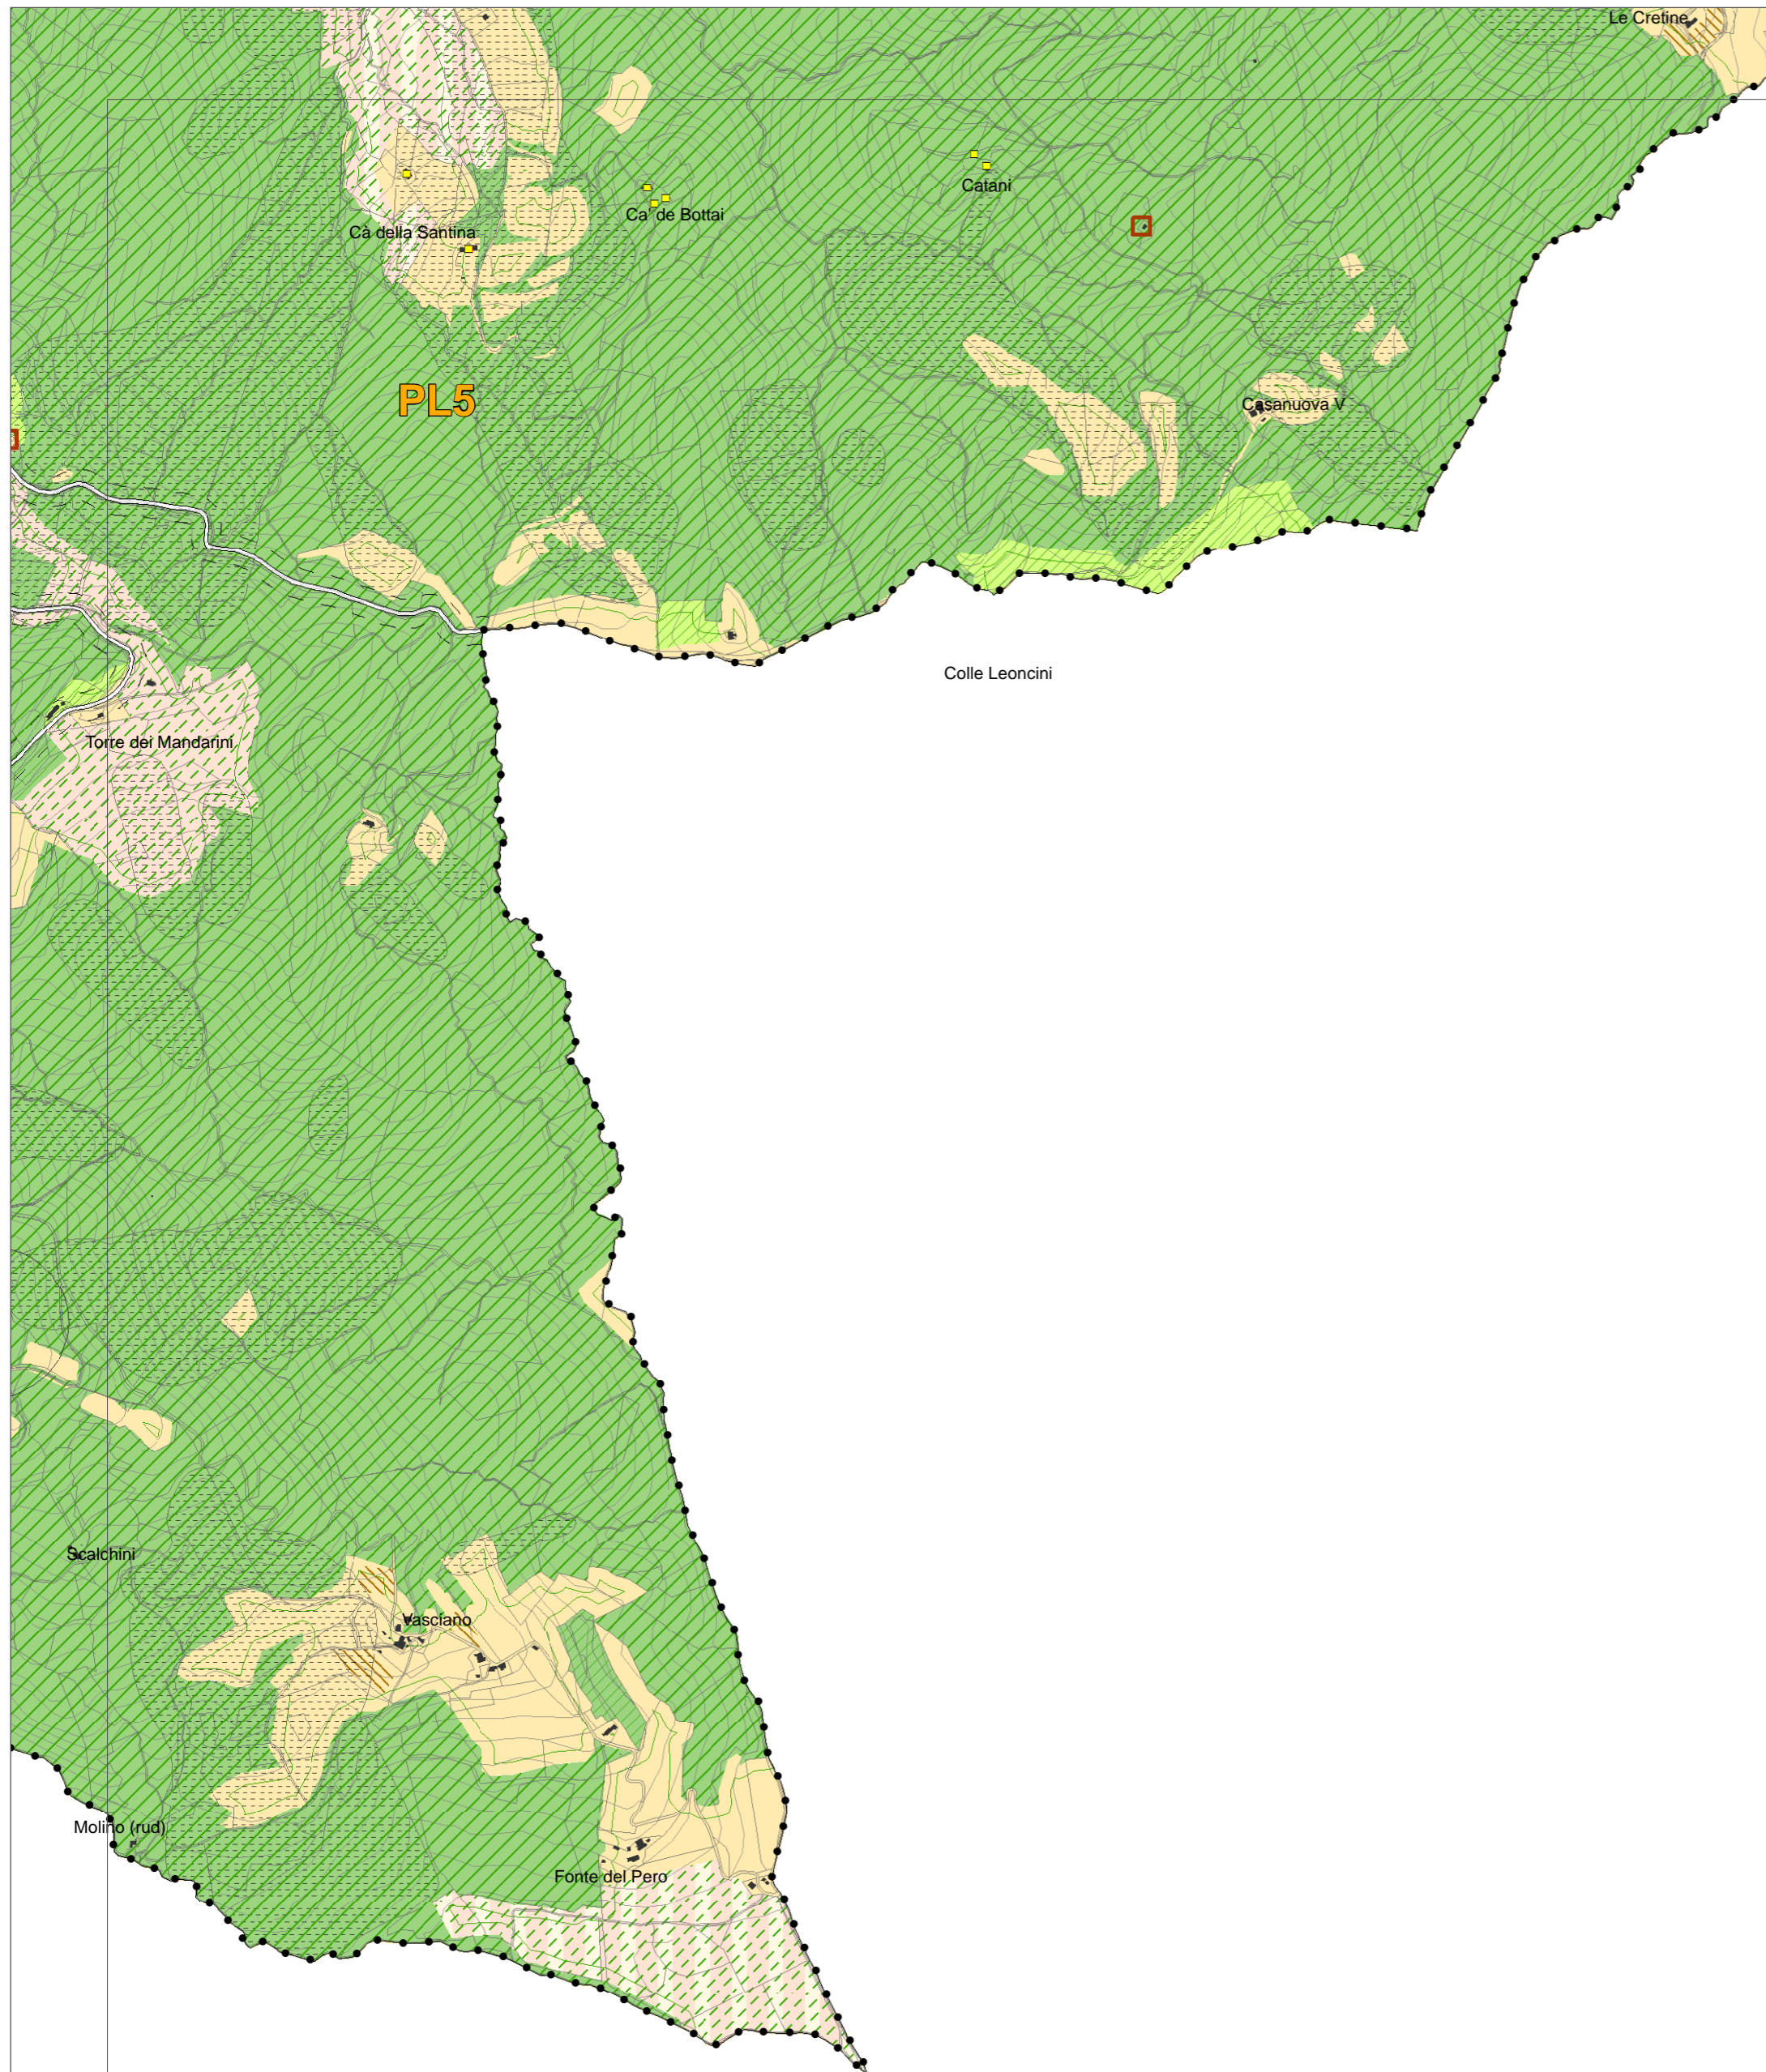 Le Cretine
Catani
Ca' de Bottai
Cà della Santina
PL5
Casanuova V
Colle Leoncini
Torre dei Mandarini
Scalchini
Vasciano
Molino (rud)
Fonte del Pero